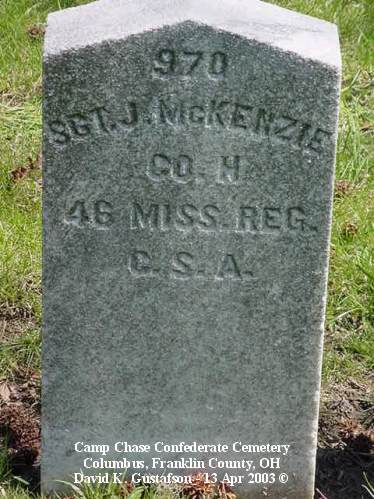 970
SGT. J. McKENZIE
CO. H
46 MISS. REG.
C. S. A.
Camp Chase Confederate Cemetery
Columbus, Franklin County, OH
David K. Gustafson - 13 Apr 2003 ©